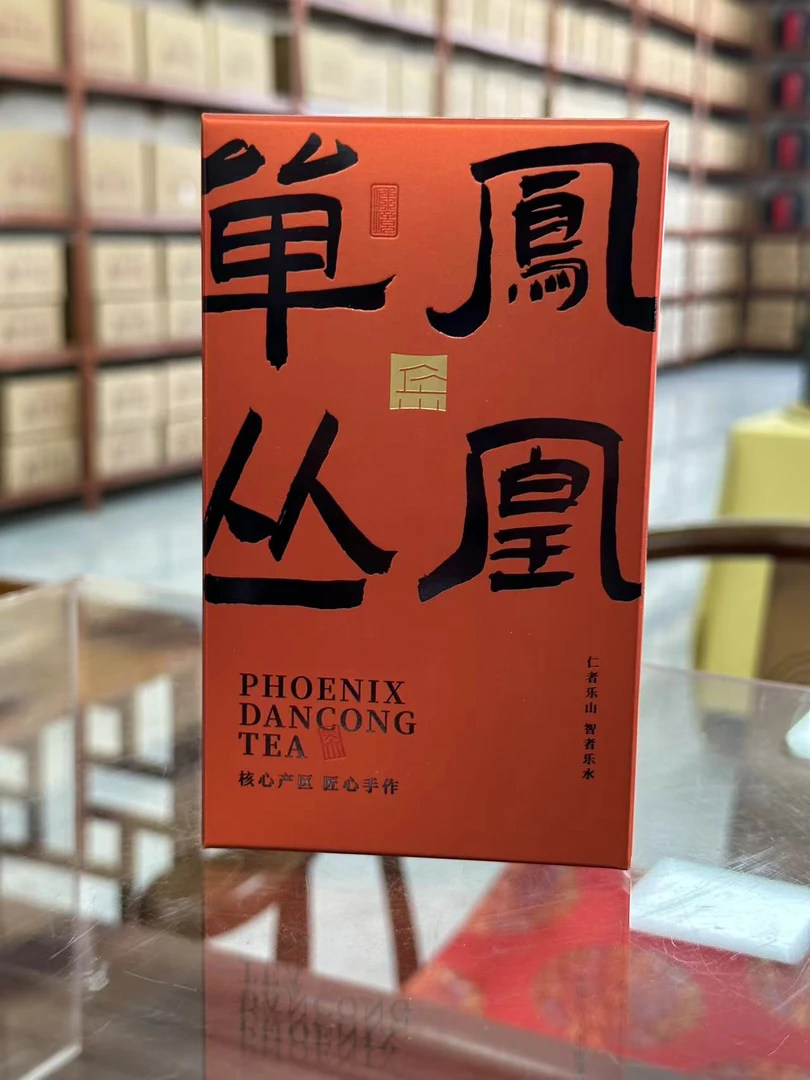 鳳凰
单丛
PHOENIX
DANCONG
TEA
核心产区 匠心手作
仁者乐山 智者乐水